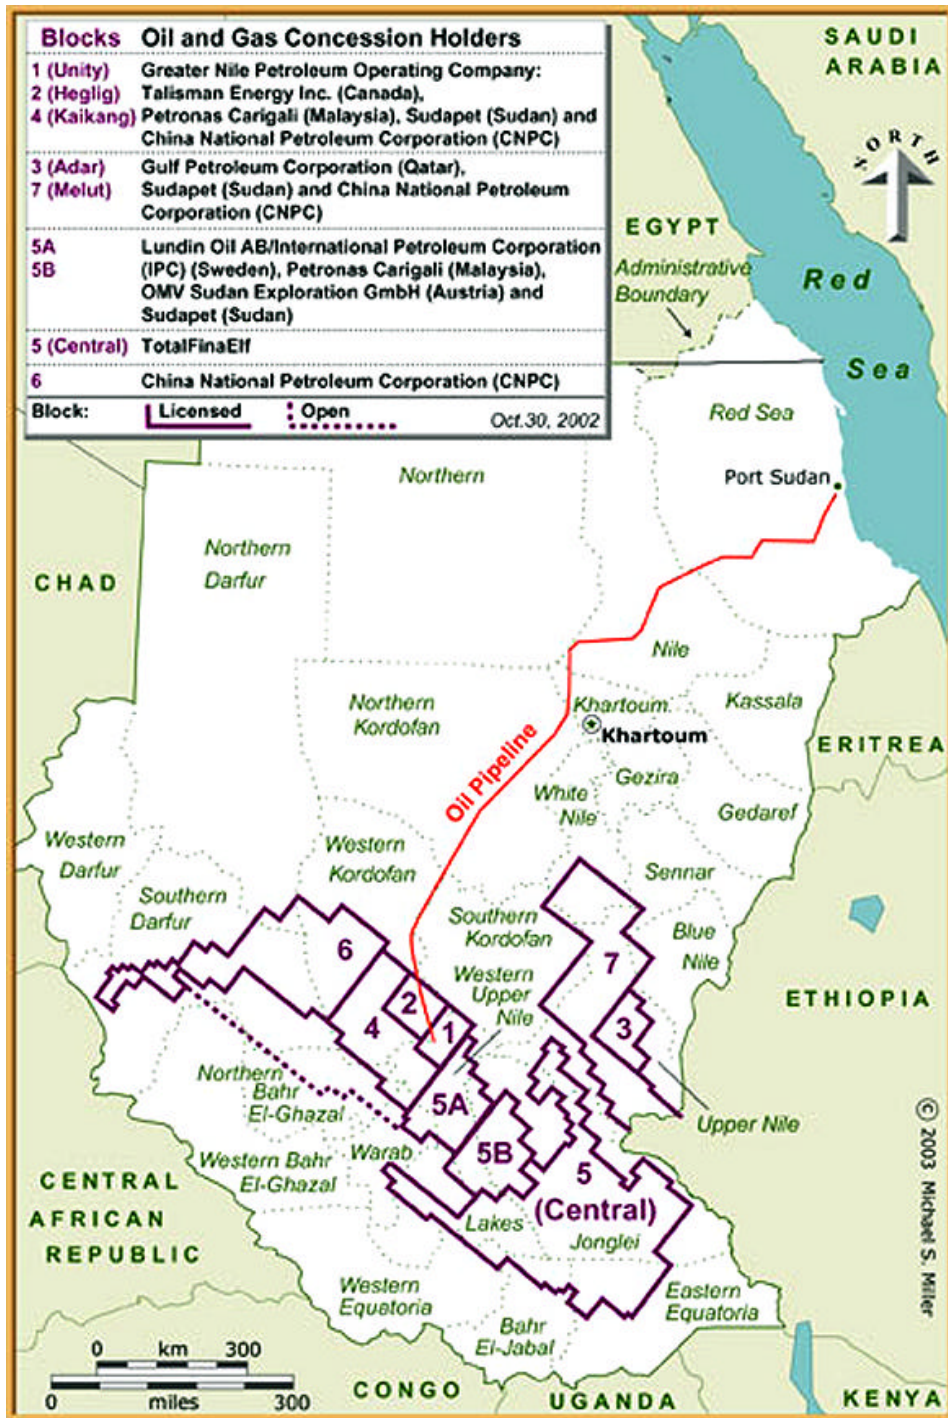 Blocks Oil and Gas Concession Holders
1 (Unity) Greater Nile Petroleum Operating Company:
2 (Heglig) Talisman Energy Inc. (Canada),
4 (Kaikang) Petronas Carigali (Malaysia), Sudapet (Sudan) and
China National Petroleum Corporation (CNPC)
3 (Adar) Gulf Petroleum Corporation (Qatar),
7 (Melut) Sudapet (Sudan) and China National Petroleum
Corporation (CNPC)
5A Lundin Oil AB/International Petroleum Corporation
5B (IPC) (Sweden), Petronas Carigali (Malaysia),
OMV Sudan Exploration GmbH (Austria) and
Sudapet (Sudan)
5 (Central) TotalFinaElf
6 China National Petroleum Corporation (CNPC)
Block: Licensed Open Oct.30, 2002
SAUDI
ARABIA
NORTH
EGYPT
Administrative
Boundary
Red
Sea
Red Sea
Port Sudan
Northern
Northern
Darfur
CHAD
Nile
Northern
Kordofan
Khartoum
Kassala
Khartoum
ERITREA
Oil Pipeline
Gezira
White
Nile
Gedaref
Western
Darfur
Western
Kordofan
Sennar
Southern
Darfur
Southern
Kordofan
Blue
Nile
6
7
Western
Upper
Nile
ETHIOPIA
2
4
1
3
Northern
Bahr
El-Ghazal
5A
Upper Nile
Western Bahr
El-Ghazal
Warab
5B
5
(Central)
CENTRAL
AFRICAN
REPUBLIC
Lakes
Jonglei
Western
Equatoria
Eastern
Equatoria
Bahr
El-Jabal
© 2003 Michael S. Miller
0 km 300
0 miles 300
CONGO
UGANDA
KENYA